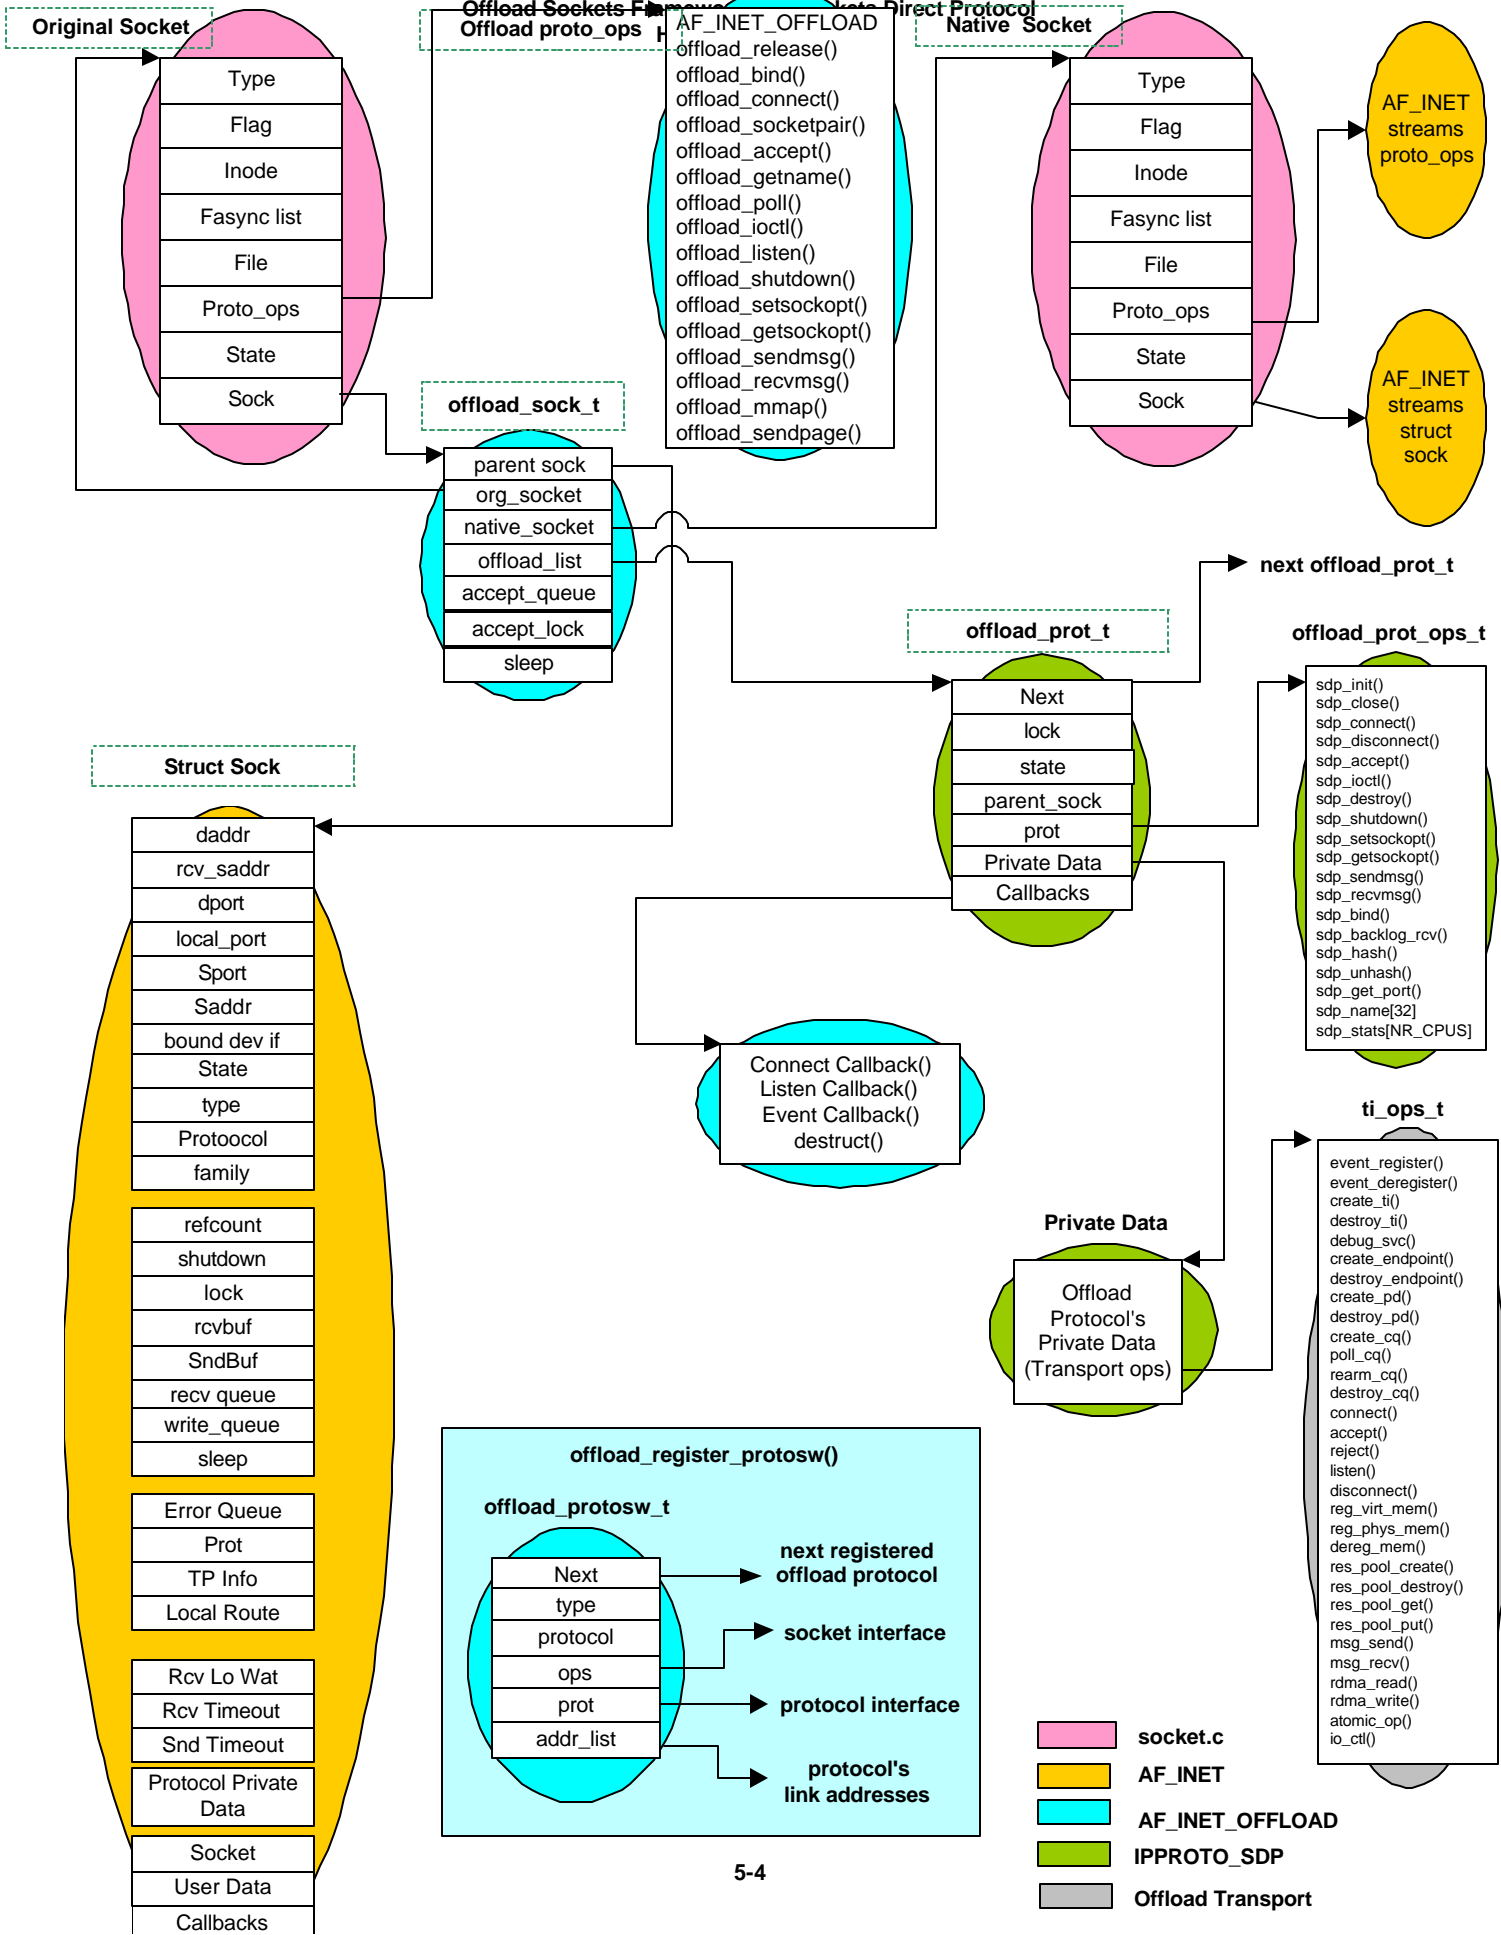 Offload Sockets Framework Sockets Direct Protocol
Original Socket
Type
Flag
Inode
Fasync list
File
Proto_ops
State
Sock
Offload proto_ops
AF_INET_OFFLOAD
offload_release()
offload_bind()
offload_connect()
offload_socketpair()
offload_accept()
offload_getname()
offload_poll()
offload_ioctl()
offload_listen()
offload_shutdown()
offload_setsockopt()
offload_getsockopt()
offload_sendmsg()
offload_recvmsg()
offload_mmap()
offload_sendpage()
Native Socket
Type
Flag
Inode
Fasync list
File
Proto_ops
State
Sock
AF_INET
streams
proto_ops
AF_INET
streams
struct
sock
offload_sock_t
parent sock
org_socket
native_socket
offload_list
accept_queue
accept_lock
sleep
next offload_prot_t
offload_prot_t
Next
lock
state
parent_sock
prot
Private Data
Callbacks
offload_prot_ops_t
sdp_init()
sdp_close()
sdp_connect()
sdp_disconnect()
sdp_accept()
sdp_ioctl()
sdp_destroy()
sdp_shutdown()
sdp_setsockopt()
sdp_getsockopt()
sdp_sendmsg()
sdp_recvmsg()
sdp_bind()
sdp_backlog_rcv()
sdp_hash()
sdp_unhash()
sdp_get_port()
sdp_name[32]
sdp_stats[NR_CPUS]
Struct Sock
daddr
rcv_saddr
dport
local_port
Sport
Saddr
bound dev if
State
type
Protoocol
family
refcount
shutdown
lock
rcvbuf
SndBuf
recv queue
write_queue
sleep
Error Queue
Prot
TP Info
Local Route
Rcv Lo Wat
Rcv Timeout
Snd Timeout
Protocol Private
Data
Socket
User Data
Callbacks
Connect Callback()
Listen Callback()
Event Callback()
destruct()
Private Data
Offload
Protocol's
Private Data
(Transport ops)
ti_ops_t
event_register()
event_deregister()
create_ti()
destroy_ti()
debug_svc()
create_endpoint()
destroy_endpoint()
create_pd()
destroy_pd()
create_cq()
poll_cq()
rearm_cq()
destroy_cq()
connect()
accept()
reject()
listen()
disconnect()
reg_virt_mem()
reg_phys_mem()
dereg_mem()
res_pool_create()
res_pool_destroy()
res_pool_get()
res_pool_put()
msg_send()
msg_recv()
rdma_read()
rdma_write()
atomic_op()
io_ctl()
offload_register_protosw()
offload_protosw_t
Next
type
protocol
ops
prot
addr_list
next registered
offload protocol
socket interface
protocol interface
protocol's
link addresses
socket.c
AF_INET
AF_INET_OFFLOAD
IPPROTO_SDP
Offload Transport
5-4